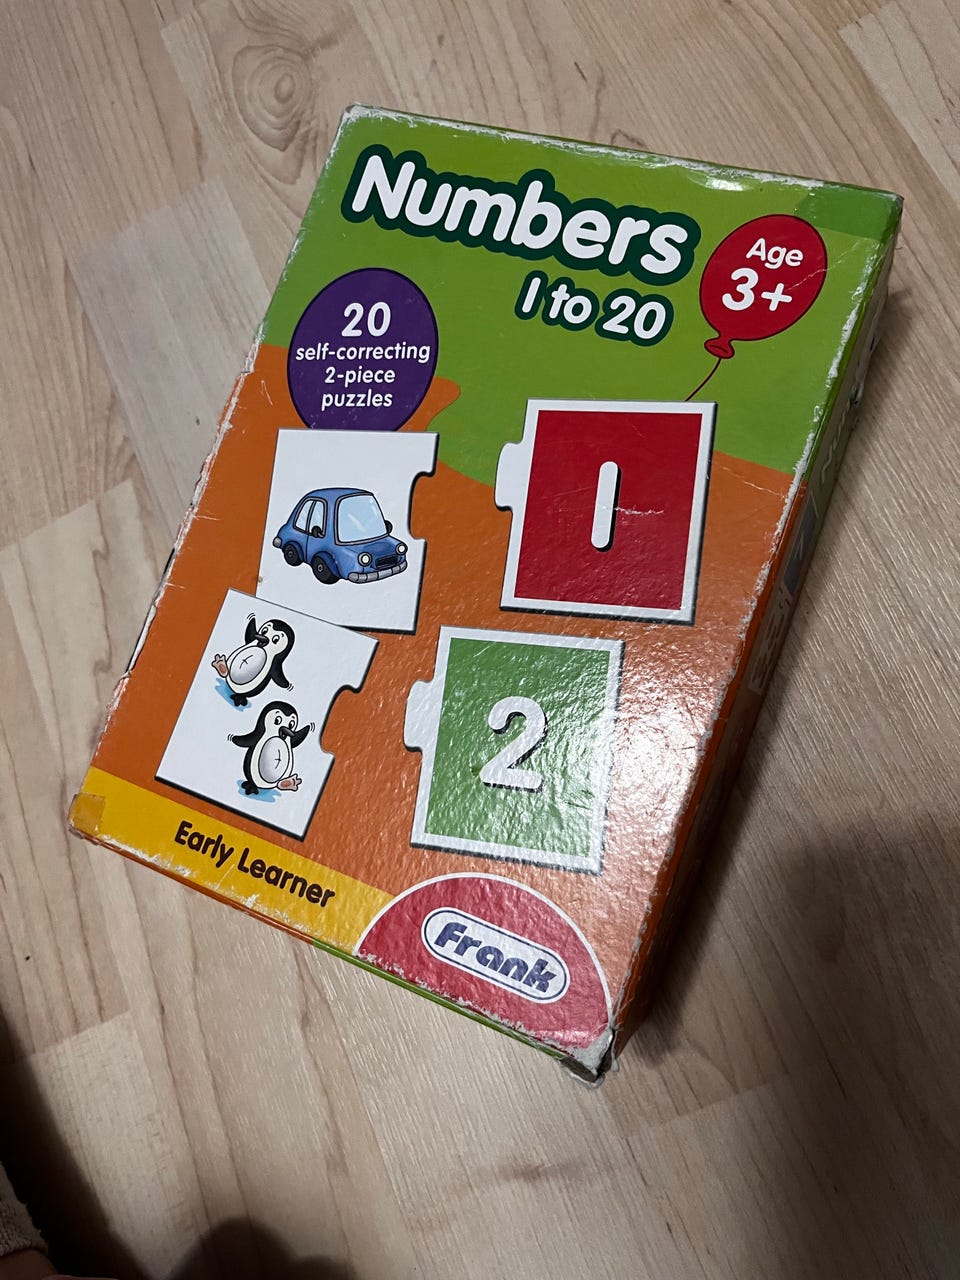 Numbers
1 to 20
Age
3+
20
self-correcting
2-piece
puzzles
1
2
Early Learner
Frank